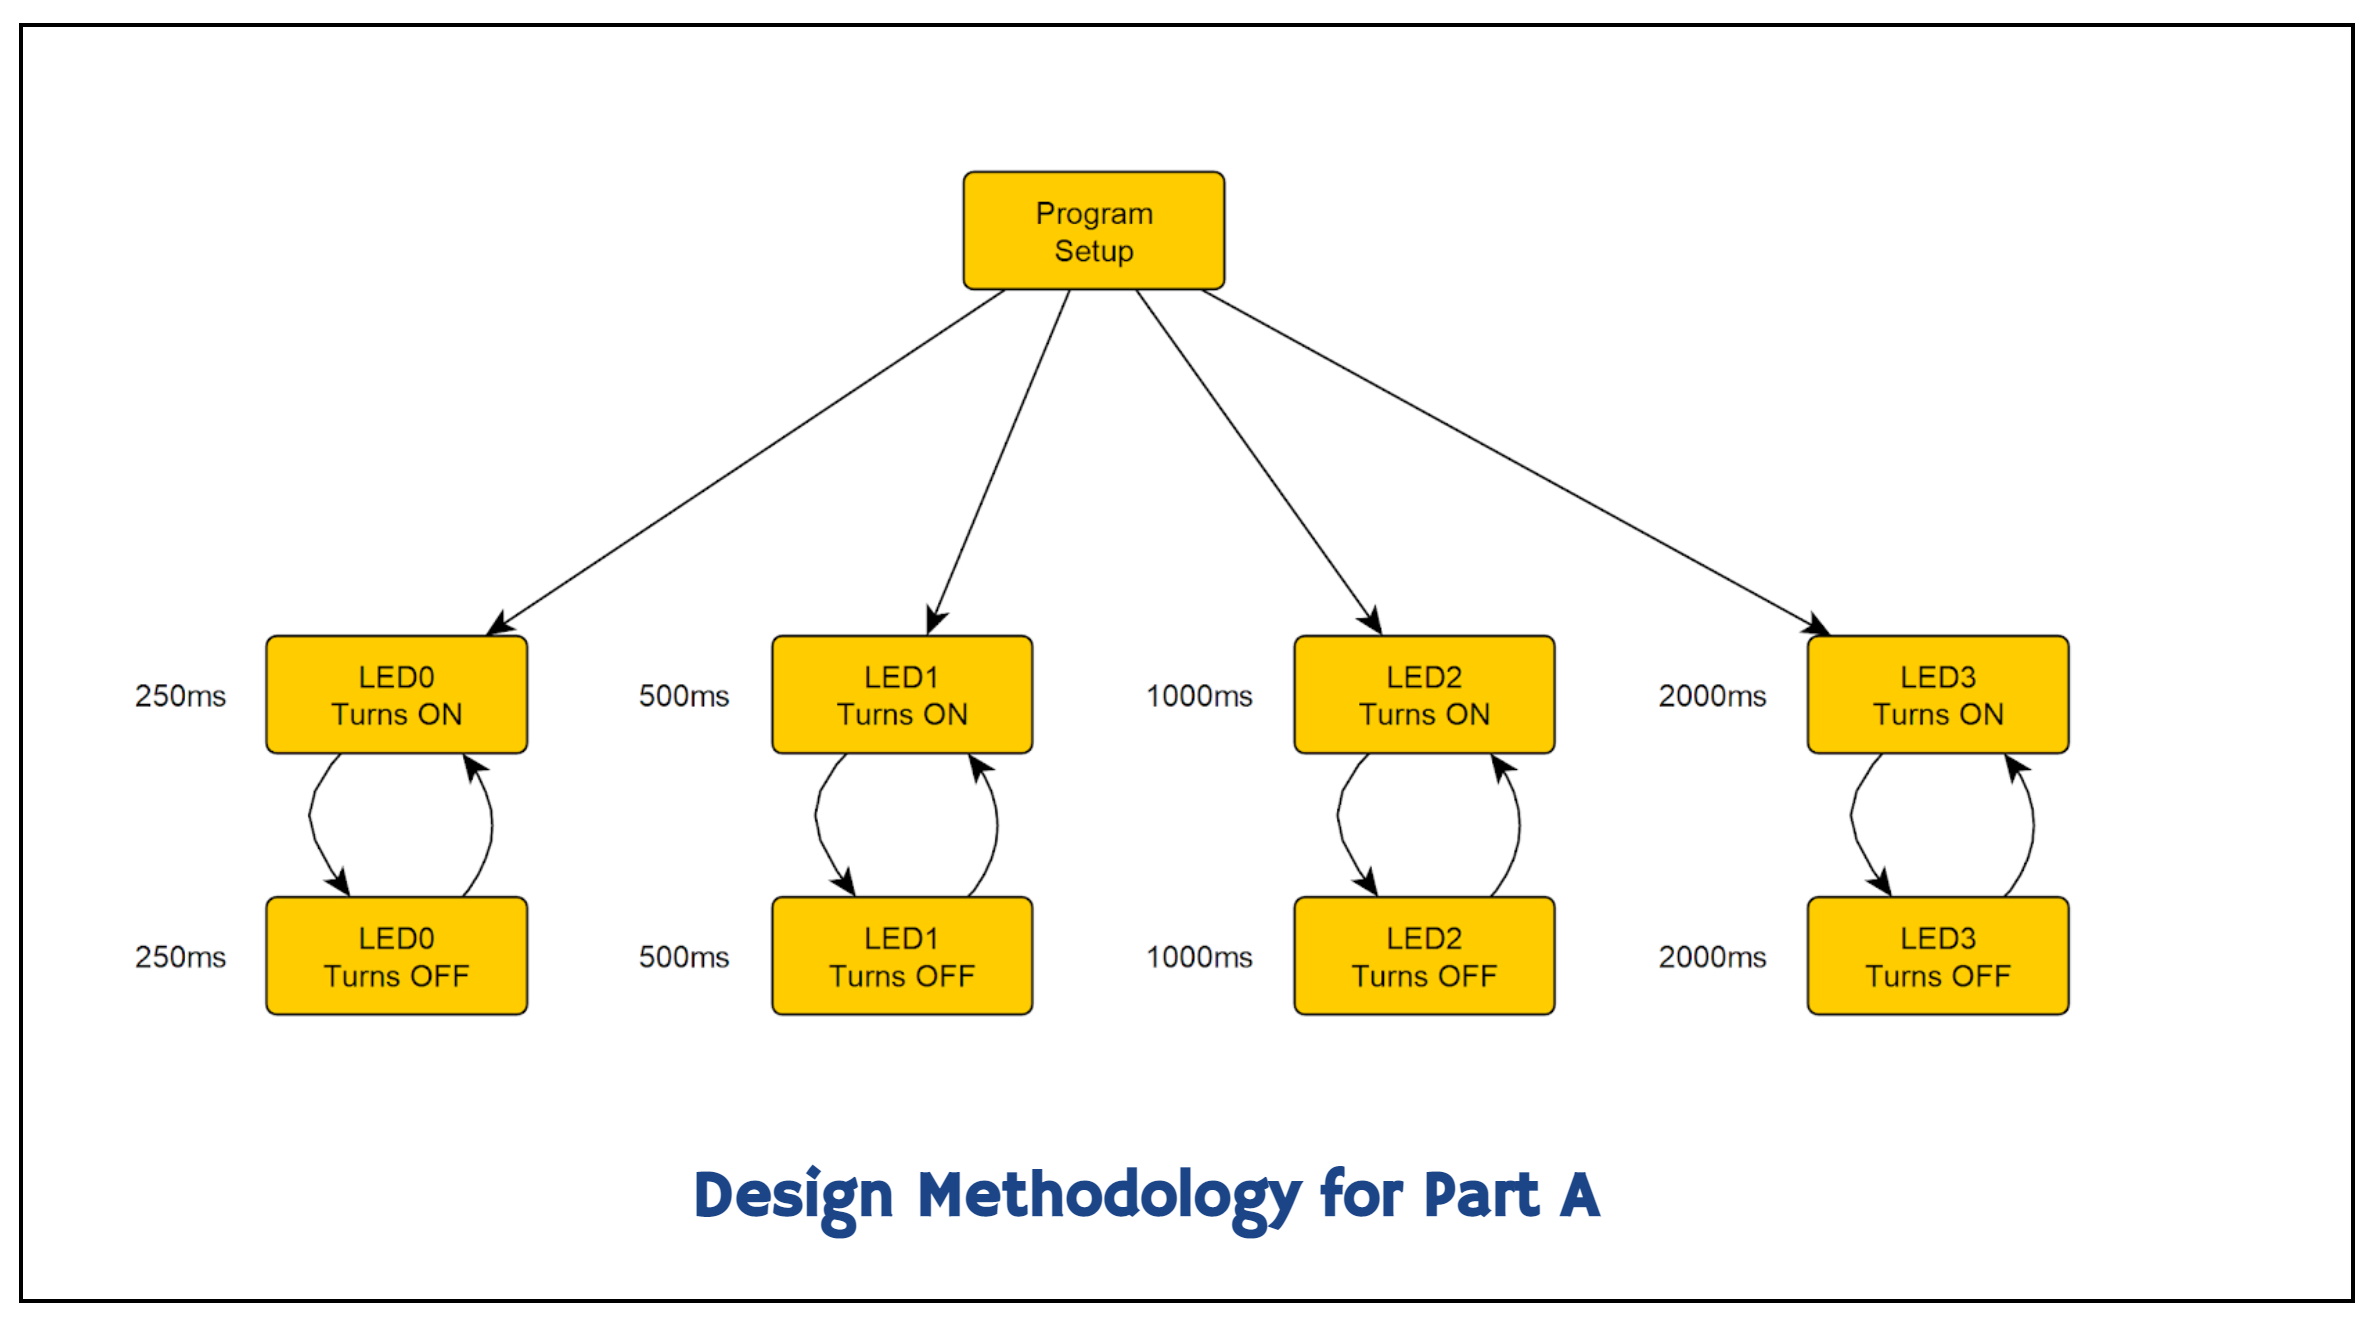 Program
Setup
250ms
LED0
Turns ON
500ms
LED1
Turns ON
1000ms
LED2
Turns ON
2000ms
LED3
Turns ON
250ms
LED0
Turns OFF
500ms
LED1
Turns OFF
1000ms
LED2
Turns OFF
2000ms
LED3
Turns OFF
Design Methodology for Part A